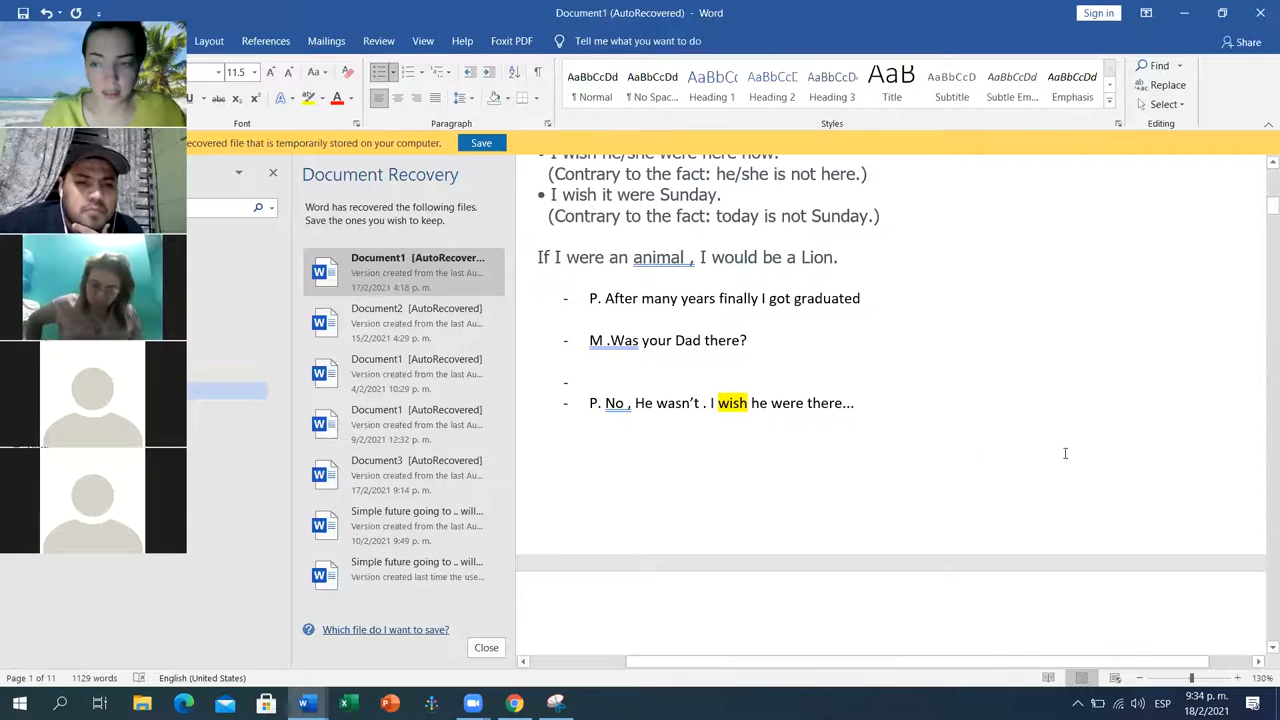 Document1 (AutoRecovered) - Word
Sign in
Layout References Mailings Review View Help Foxit PDF Tell me what you want to do
Share
11.5
AaBbCcDd AaBbCcDd AaBbC AaBbCcD AaBbCcD AaB AaBbCcD AaBbCcDd AaBbCcDd
¶ Normal ¶ No Spac... Heading 1 Heading 2 Heading 3 Title Subtitle Subtle Em... Emphasis
Find
Replace
Select
Font Paragraph Styles Editing
recovered file that is temporarily stored on your computer. Save
Document Recovery
Word has recovered the following files.
Save the ones you wish to keep.
Document1 [AutoRecover...
Version created from the last Au...
17/2/2021 4:18 p. m.
Document2 [AutoRecovered]
Version created from the last Au...
15/2/2021 4:29 p. m.
Document1 [AutoRecovered]
Version created from the last Au...
4/2/2021 10:29 p. m.
Document1 [AutoRecovered]
Version created from the last Au...
9/2/2021 12:32 p. m.
Document3 [AutoRecovered]
Version created from the last Au...
17/2/2021 9:14 p. m.
Simple future going to .. will...
Version created from the last Au...
10/2/2021 9:49 p. m.
Simple future going to .. will...
Version created last time the use...
Which file do I want to save?
Close
• I wish he/she were here now.
(Contrary to the fact: he/she is not here.)
• I wish it were Sunday.
(Contrary to the fact: today is not Sunday.)
If I were an animal , I would be a Lion.
- P. After many years finally I got graduated
- M .Was your Dad there?
-
- P. No , He wasn’t . I wish he were there...
Page 1 of 11 1129 words English (United States) 130%
9:34 p. m.
18/2/2021